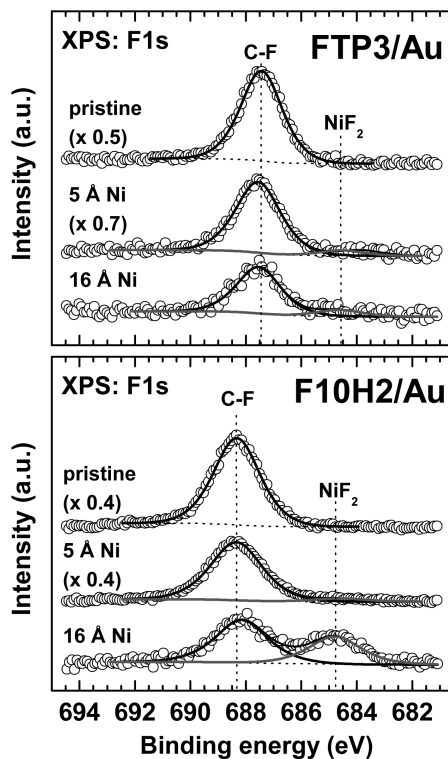 XPS: F1s
FTP3/Au
C-F
NiF₂
pristine
(x 0.5)
5 Å Ni
(x 0.7)
16 Å Ni
Intensity (a.u.)
XPS: F1s
F10H2/Au
C-F
NiF₂
pristine
(x 0.4)
5 Å Ni
(x 0.4)
16 Å Ni
Intensity (a.u.)
694 692 690 688 686 684 682
Binding energy (eV)